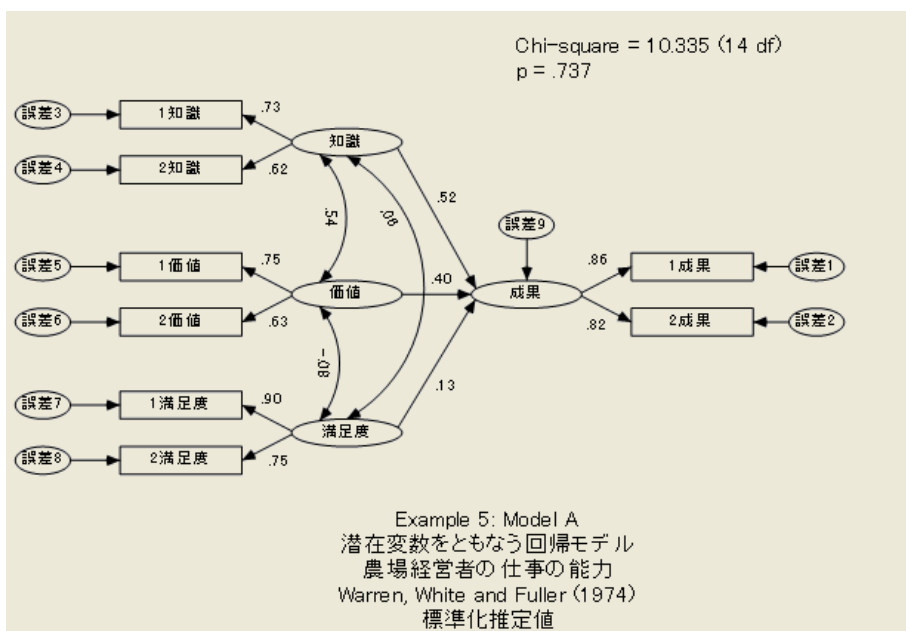 Chi-square = 10.335 (14 df)
p = .737
誤差3
1知識
.73
知識
誤差4
2知識
.62
.54
.06
.52
誤差9
誤差5
1価値
.75
価値
.40
成果
.86
1成果
誤差1
誤差6
2価値
.63
.82
2成果
誤差2
-.08
.13
誤差7
1満足度
.90
満足度
誤差8
2満足度
.75
Example 5: Model A
潜在変数をともなう回帰モデル
農場経営者の仕事の能力
Warren, White and Fuller (1974)
標準化推定値